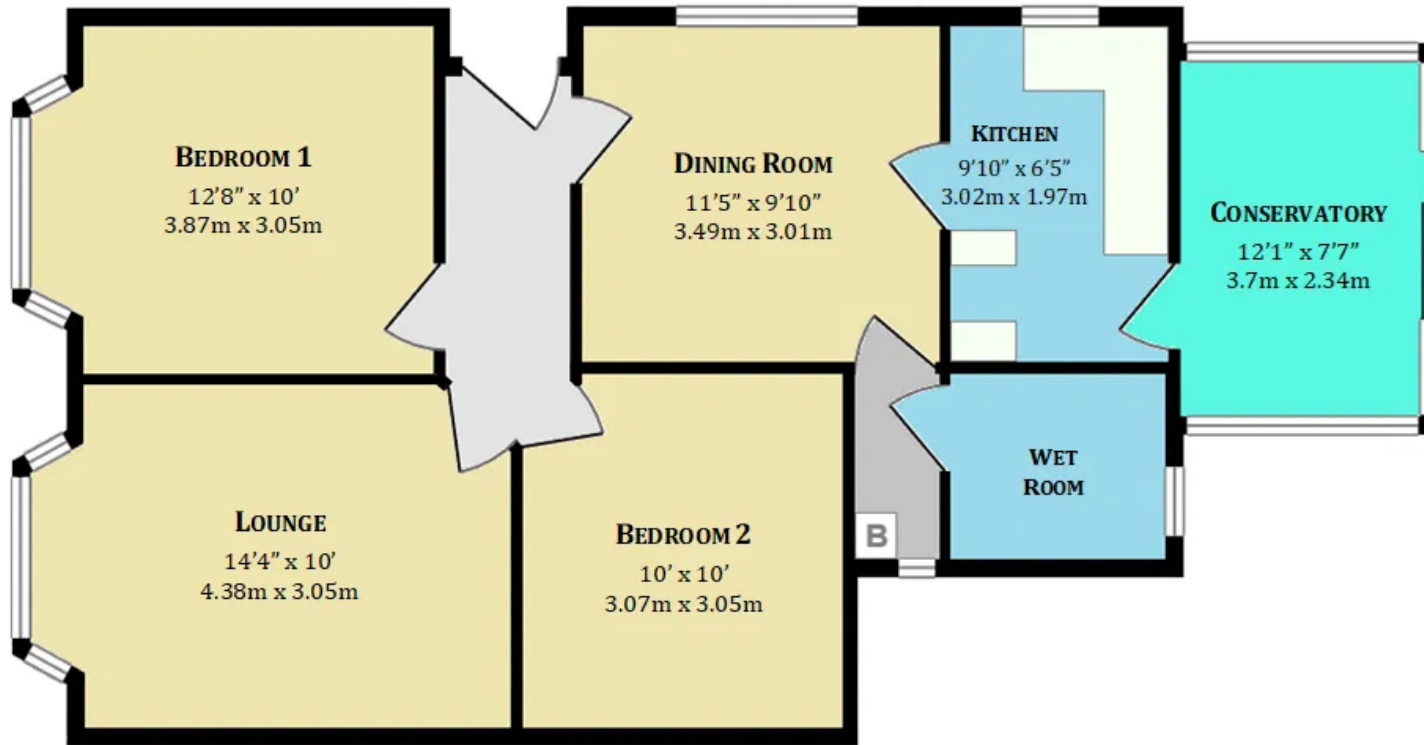 BEDROOM 1
12’8” x 10’
3.87m x 3.05m
DINING ROOM
11’5” x 9’10”
3.49m x 3.01m
KITCHEN
9’10” x 6’5”
3.02m x 1.97m
CONSERVATORY
12’1” x 7’7”
3.7m x 2.34m
LOUNGE
14’4” x 10’
4.38m x 3.05m
BEDROOM 2
10’ x 10’
3.07m x 3.05m
B
WET
ROOM